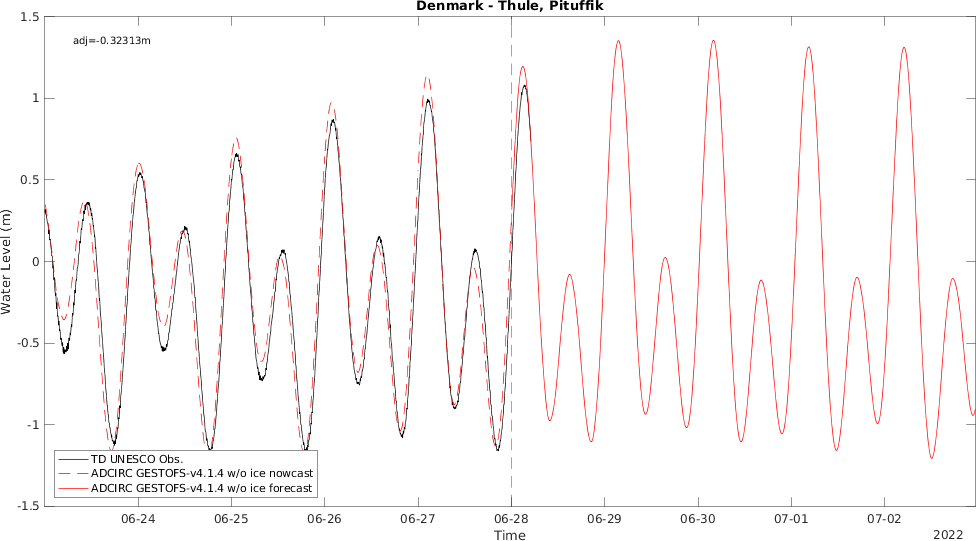 Denmark - Thule, Pituffik
adj=-0.32313m
Water Level (m)
1.5
1
0.5
0
-0.5
-1
-1.5
TD UNESCO Obs.
ADCIRC GESTOFS-v4.1.4 w/o ice nowcast
ADCIRC GESTOFS-v4.1.4 w/o ice forecast
06-24 06-25 06-26 06-27 06-28 06-29 06-30 07-01 07-02
Time
2022